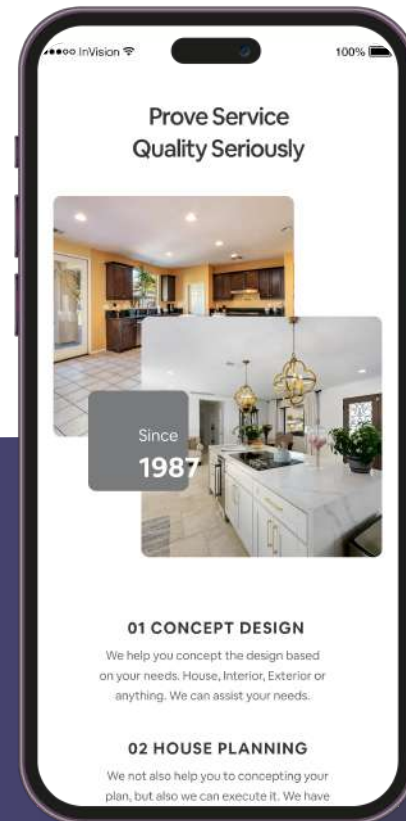 InVision
100%
Prove Service
Quality Seriously
Since
1987
01 CONCEPT DESIGN
We help you concept the design based
on your needs. House, Interior, Exterior or
anything. We can assist your needs.
02 HOUSE PLANNING
We not also help you to concepting your
plan, but also we can execute it. We have